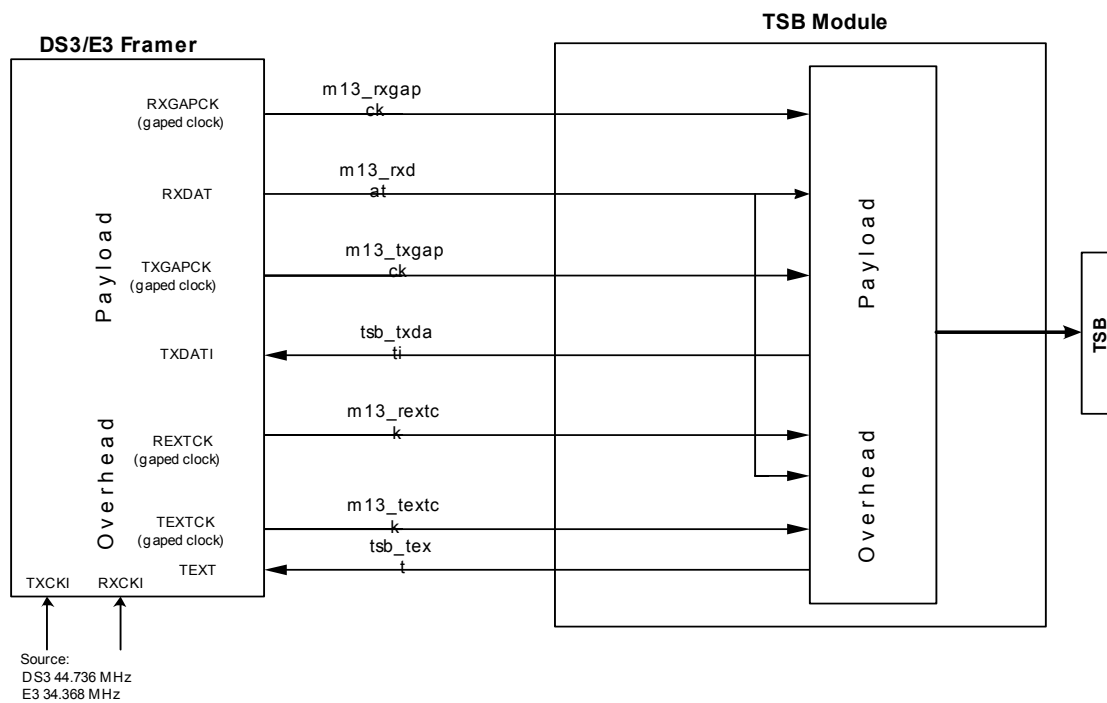 TSB Module
DS3/E3 Framer
RXGAPCK
(gaped clock)
m13_rxgap
ck
RXDAT
m13_rxd
at
TXGAPCK
(gaped clock)
m13_txgap
ck
Payload
Payload
TXDATI
tsb_txda
ti
TSB
REXTCK
(gaped clock)
m13_rextc
k
Overhead
Overhead
TEXTCK
(gaped clock)
m13_textc
k
TEXT
tsb_tex
t
TXCKI
RXCKI
Source:
DS3 44.736 MHz
E3 34.368 MHz